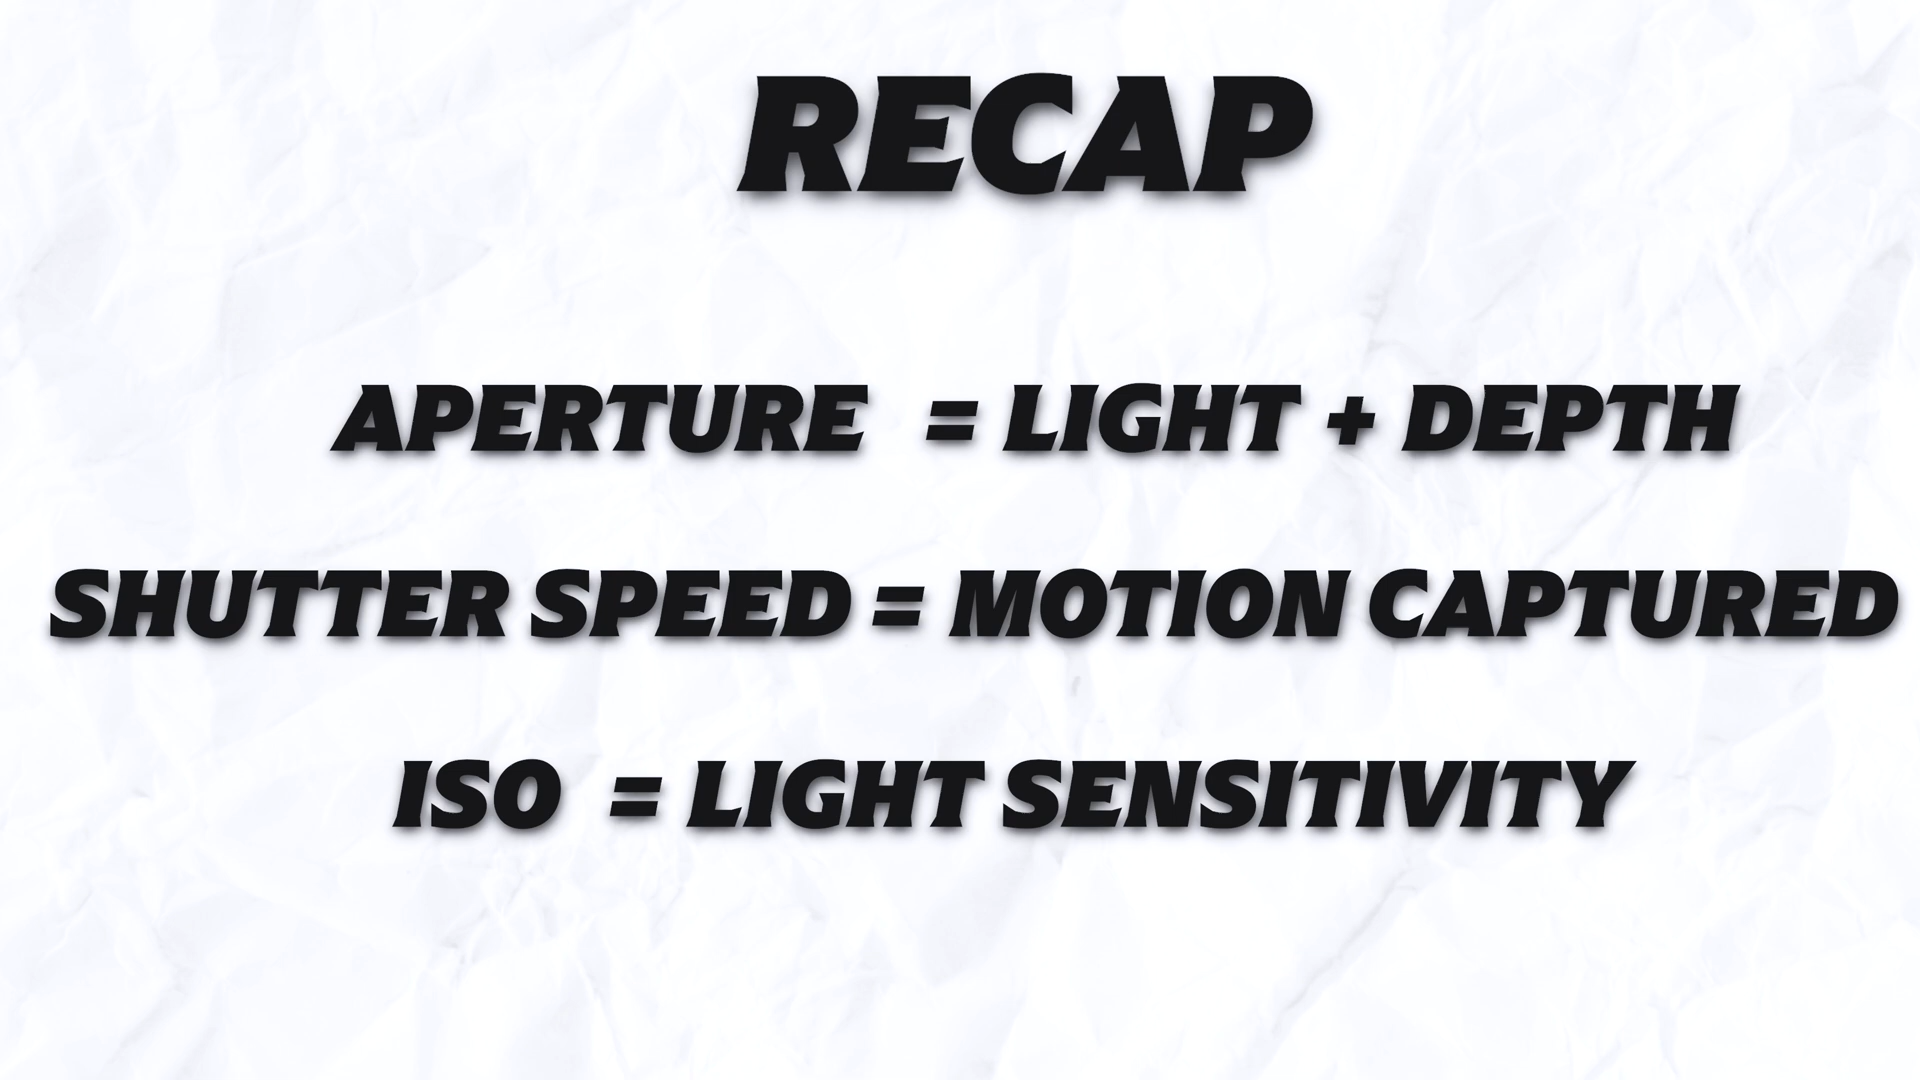 RECAP
APERTURE = LIGHT + DEPTH
SHUTTER SPEED = MOTION CAPTURED
ISO = LIGHT SENSITIVITY